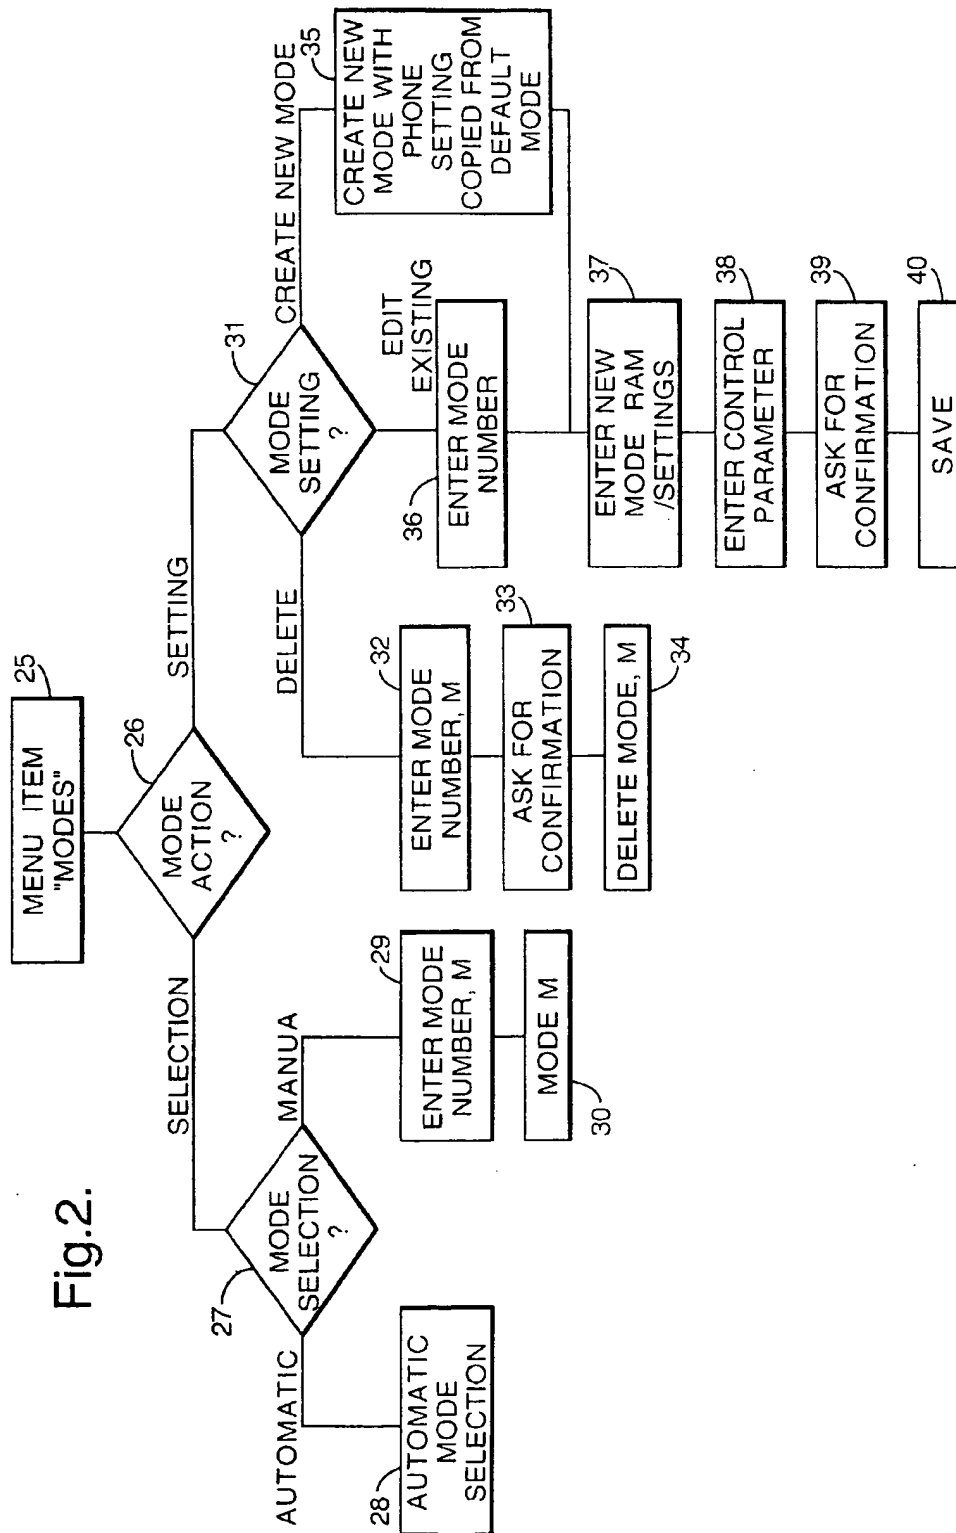 Fig.2.
MENU ITEM
"MODES"
25
MODE
ACTION
?
26
SELECTION
SETTING
MODE
SELECTION
?
27
AUTOMATIC
MANUA
AUTOMATIC
MODE
SELECTION
28
ENTER MODE
NUMBER, M
29
MODE M
30
MODE
SETTING
?
31
DELETE
EDIT
EXISTING
CREATE NEW MODE
ENTER MODE
NUMBER, M
32
ASK FOR
CONFIRMATION
33
DELETE MODE, M
34
CREATE NEW
MODE WITH
PHONE
SETTING
COPIED FROM
DEFAULT
MODE
35
ENTER MODE
NUMBER
36
ENTER NEW
MODE RAM
/SETTINGS
37
ENTER CONTROL
PARAMETER
38
ASK FOR
CONFIRMATION
39
SAVE
40